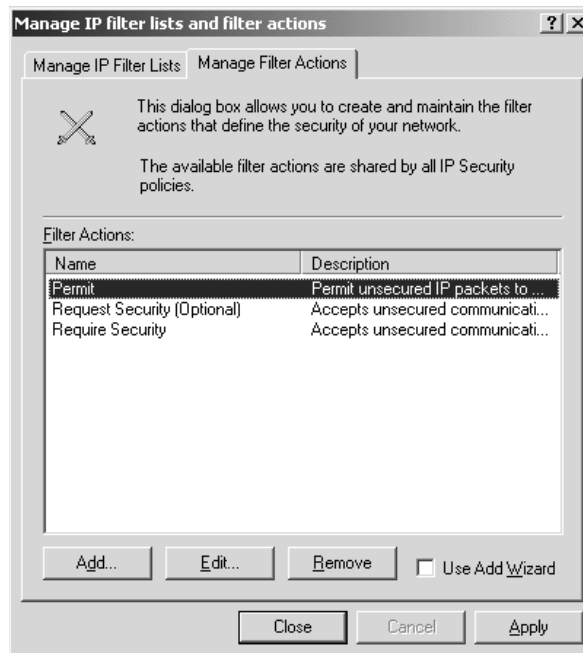 Manage IP filter lists and filter actions
Manage IP Filter Lists
Manage Filter Actions
This dialog box allows you to create and maintain the filter
actions that define the security of your network.
The available filter actions are shared by all IP Security
policies.
Filter Actions:
Name Description
Permit Permit unsecured IP packets to ...
Request Security (Optional) Accepts unsecured communicati...
Require Security Accepts unsecured communicati...
Add... Edit... Remove Use Add Wizard
Close Cancel Apply